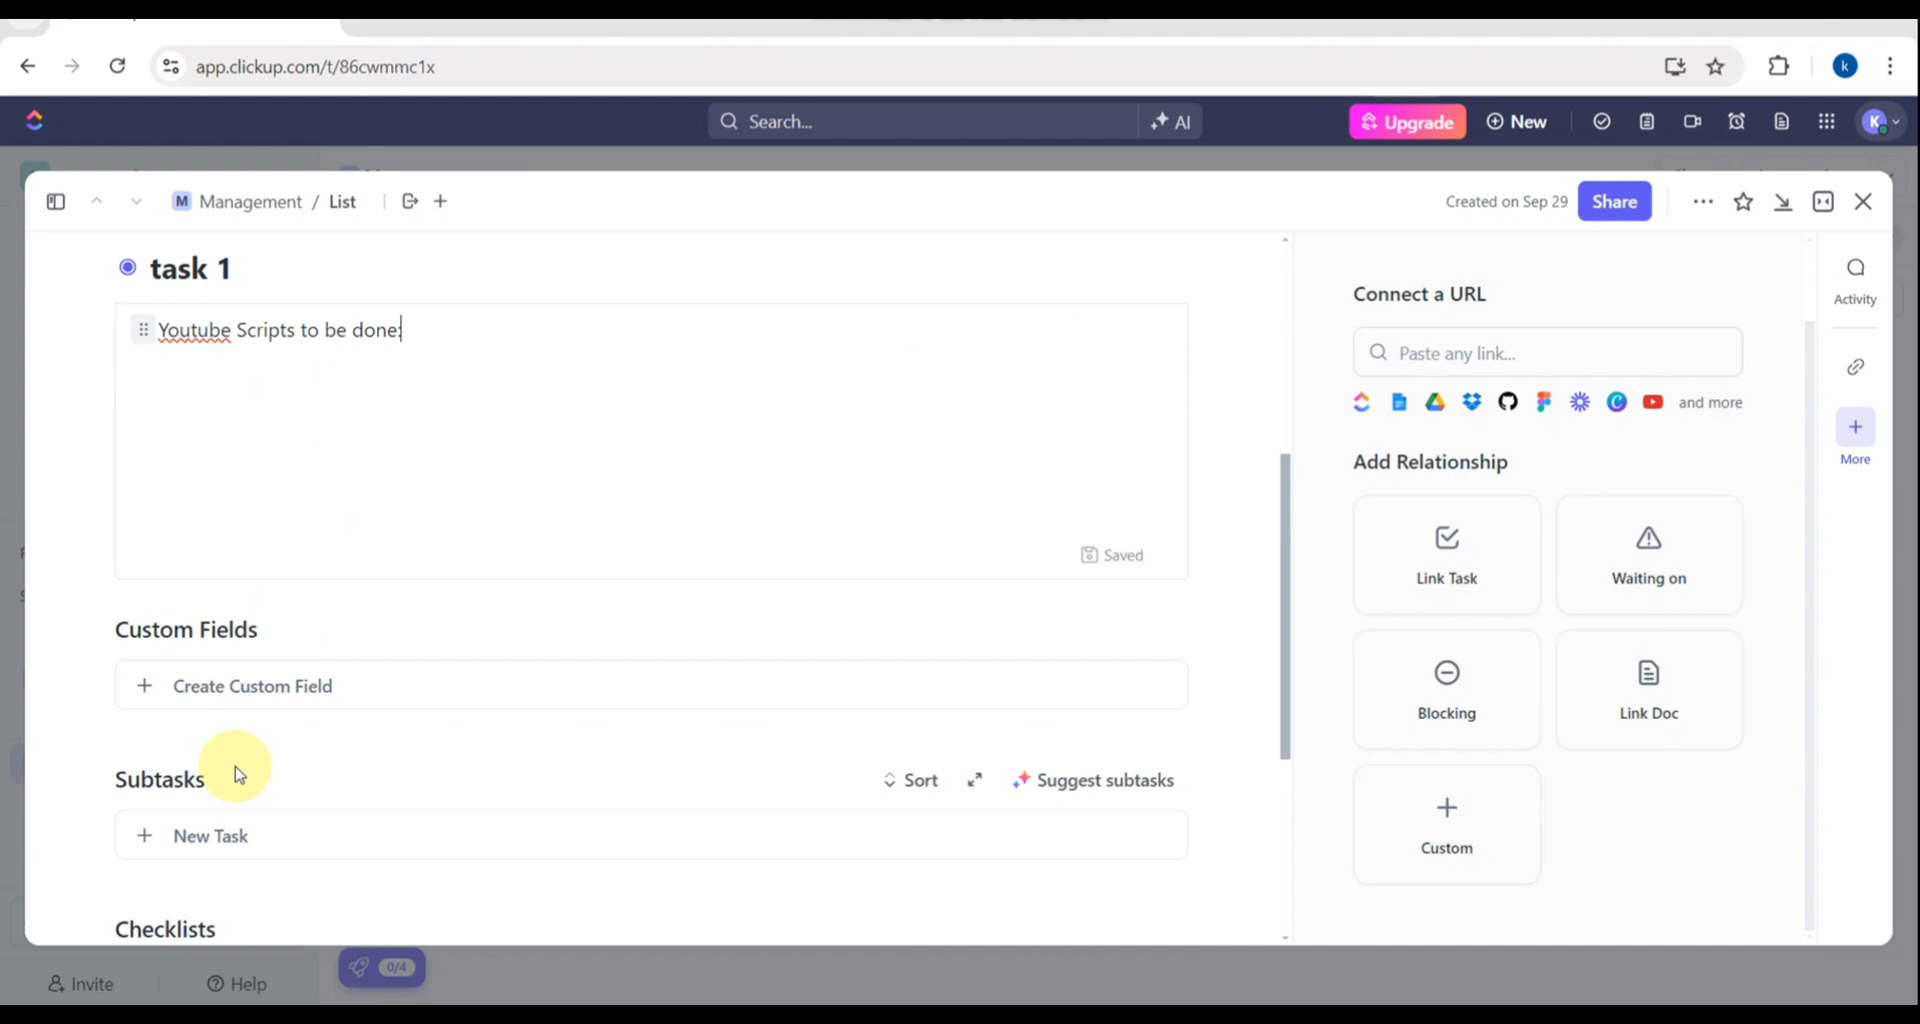 app.clickup.com/t/86cwmmc1x
k
Search...
AI
Upgrade
New
K
M Management / List
Created on Sep 29
Share
task 1
Youtube Scripts to be done:
Saved
Custom Fields
Create Custom Field
Subtasks
Sort
Suggest subtasks
New Task
Checklists
Connect a URL
Paste any link...
and more
Add Relationship
Link Task
Waiting on
Blocking
Link Doc
Custom
Activity
More
Invite
Help
0/4